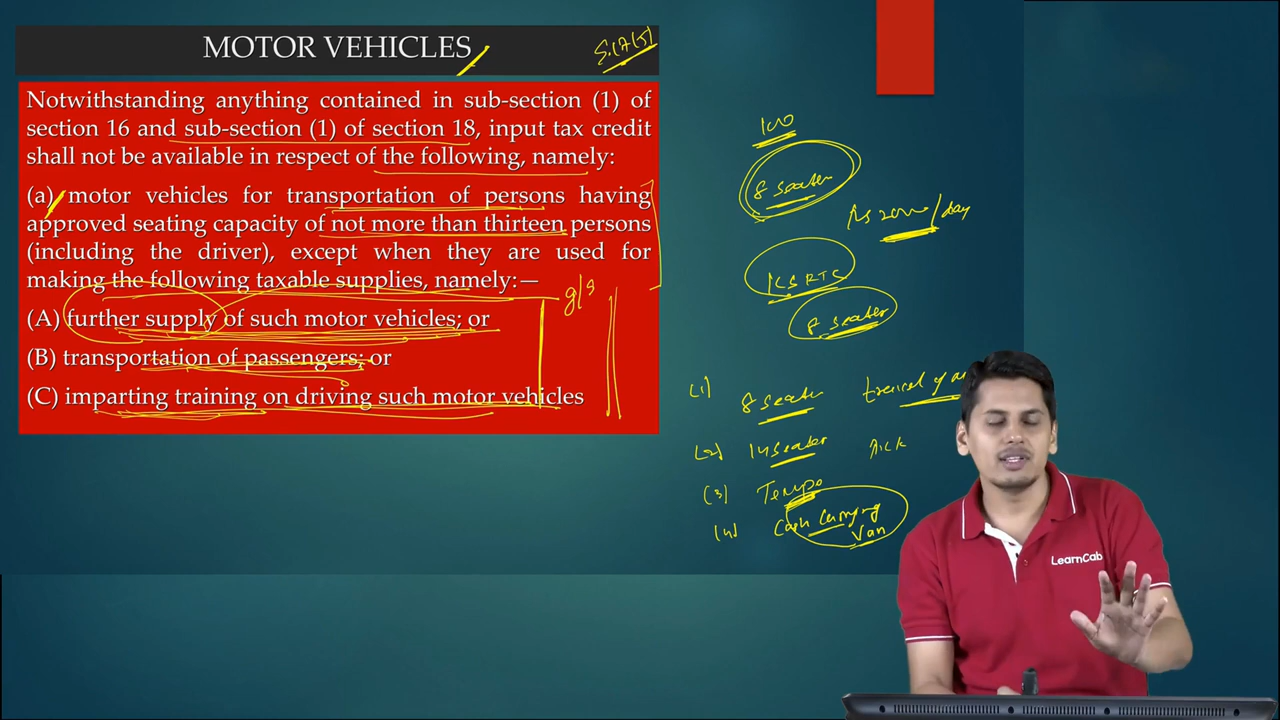 MOTOR VEHICLES
S.17(5)
Notwithstanding anything contained in sub-section (1) of
section 16 and sub-section (1) of section 18, input tax credit
shall not be available in respect of the following, namely:
(a) motor vehicles for transportation of persons having
approved seating capacity of not more than thirteen persons
(including the driver), except when they are used for
making the following taxable supplies, namely:—
(A) further supply of such motor vehicles; or
(B) transportation of passengers; or
(C) imparting training on driving such motor vehicles
g/s
100
8 seater
Rs 2000/day
KSRTC
8 seater
(1) 8 seater
(2) 14 seater
(3) Tempo
(4) Cash Carrying
Van
LearnCab